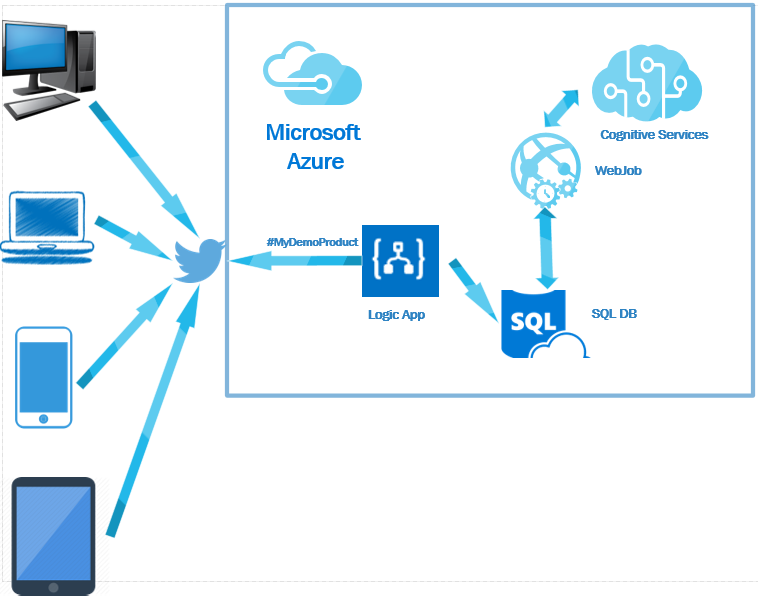 Microsoft
Azure
Cognitive Services
WebJob
#MyDemoProduct
Logic App
SQL
SQL DB